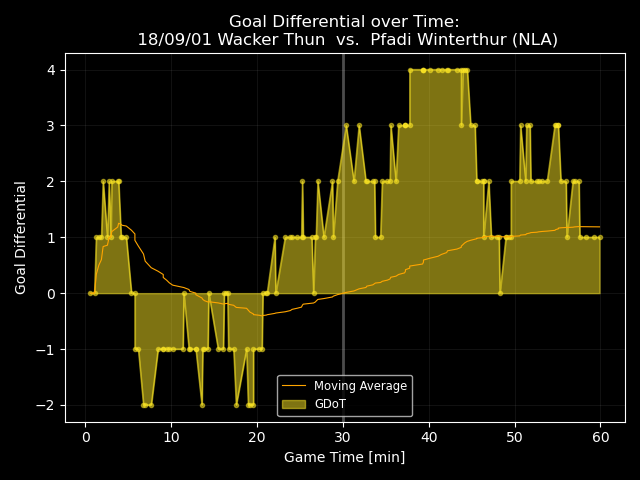 Goal Differential over Time:
18/09/01 Wacker Thun  vs.  Pfadi Winterthur (NLA)
Goal Differential
4
3
2
1
0
−1
−2
Moving Average
GDoT
0 10 20 30 40 50 60
Game Time [min]